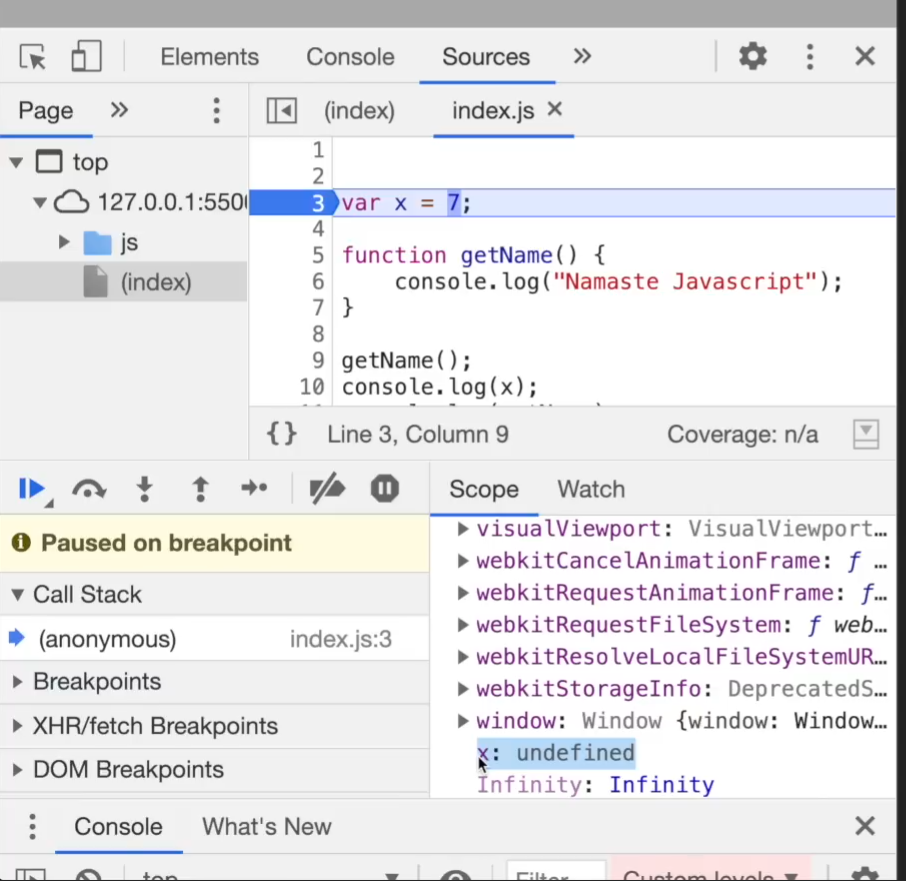 Elements Console Sources »
Page » (index) index.js ×
top
127.0.0.1:550
js
(index)
1
2
3 var x = 7;
4
5 function getName() {
6 console.log("Namaste Javascript");
7 }
8
9 getName();
10 console.log(x);
{} Line 3, Column 9 Coverage: n/a
Scope Watch
Paused on breakpoint
Call Stack
(anonymous) index.js:3
Breakpoints
XHR/fetch Breakpoints
DOM Breakpoints
visualViewport: VisualViewport…
webkitCancelAnimationFrame: ƒ …
webkitRequestAnimationFrame: ƒ…
webkitRequestFileSystem: ƒ web…
webkitResolveLocalFileSystemUR…
webkitStorageInfo: DeprecatedS…
window: Window {window: Window…
x: undefined
Infinity: Infinity
Console What's New
top Filter Custom levels